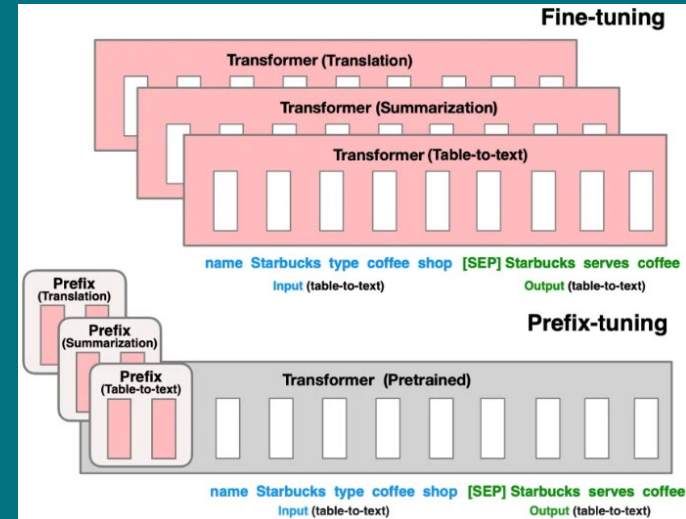 Fine-tuning
Transformer (Translation)
Transformer (Summarization)
Transformer (Table-to-text)
name Starbucks type coffee shop [SEP] Starbucks serves coffee
Input (table-to-text) Output (table-to-text)
Prefix-tuning
Prefix
(Translation)
Prefix
(Summarization)
Prefix
(Table-to-text)
Transformer (Pretrained)
name Starbucks type coffee shop [SEP] Starbucks serves coffee
Input (table-to-text) Output (table-to-text)